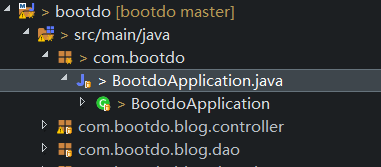 > bootdo [bootdo master]
> src/main/java
> com.bootdo
> BootdoApplication.java
> BootdoApplication
com.bootdo.blog.controller
com.bootdo.blog.dao